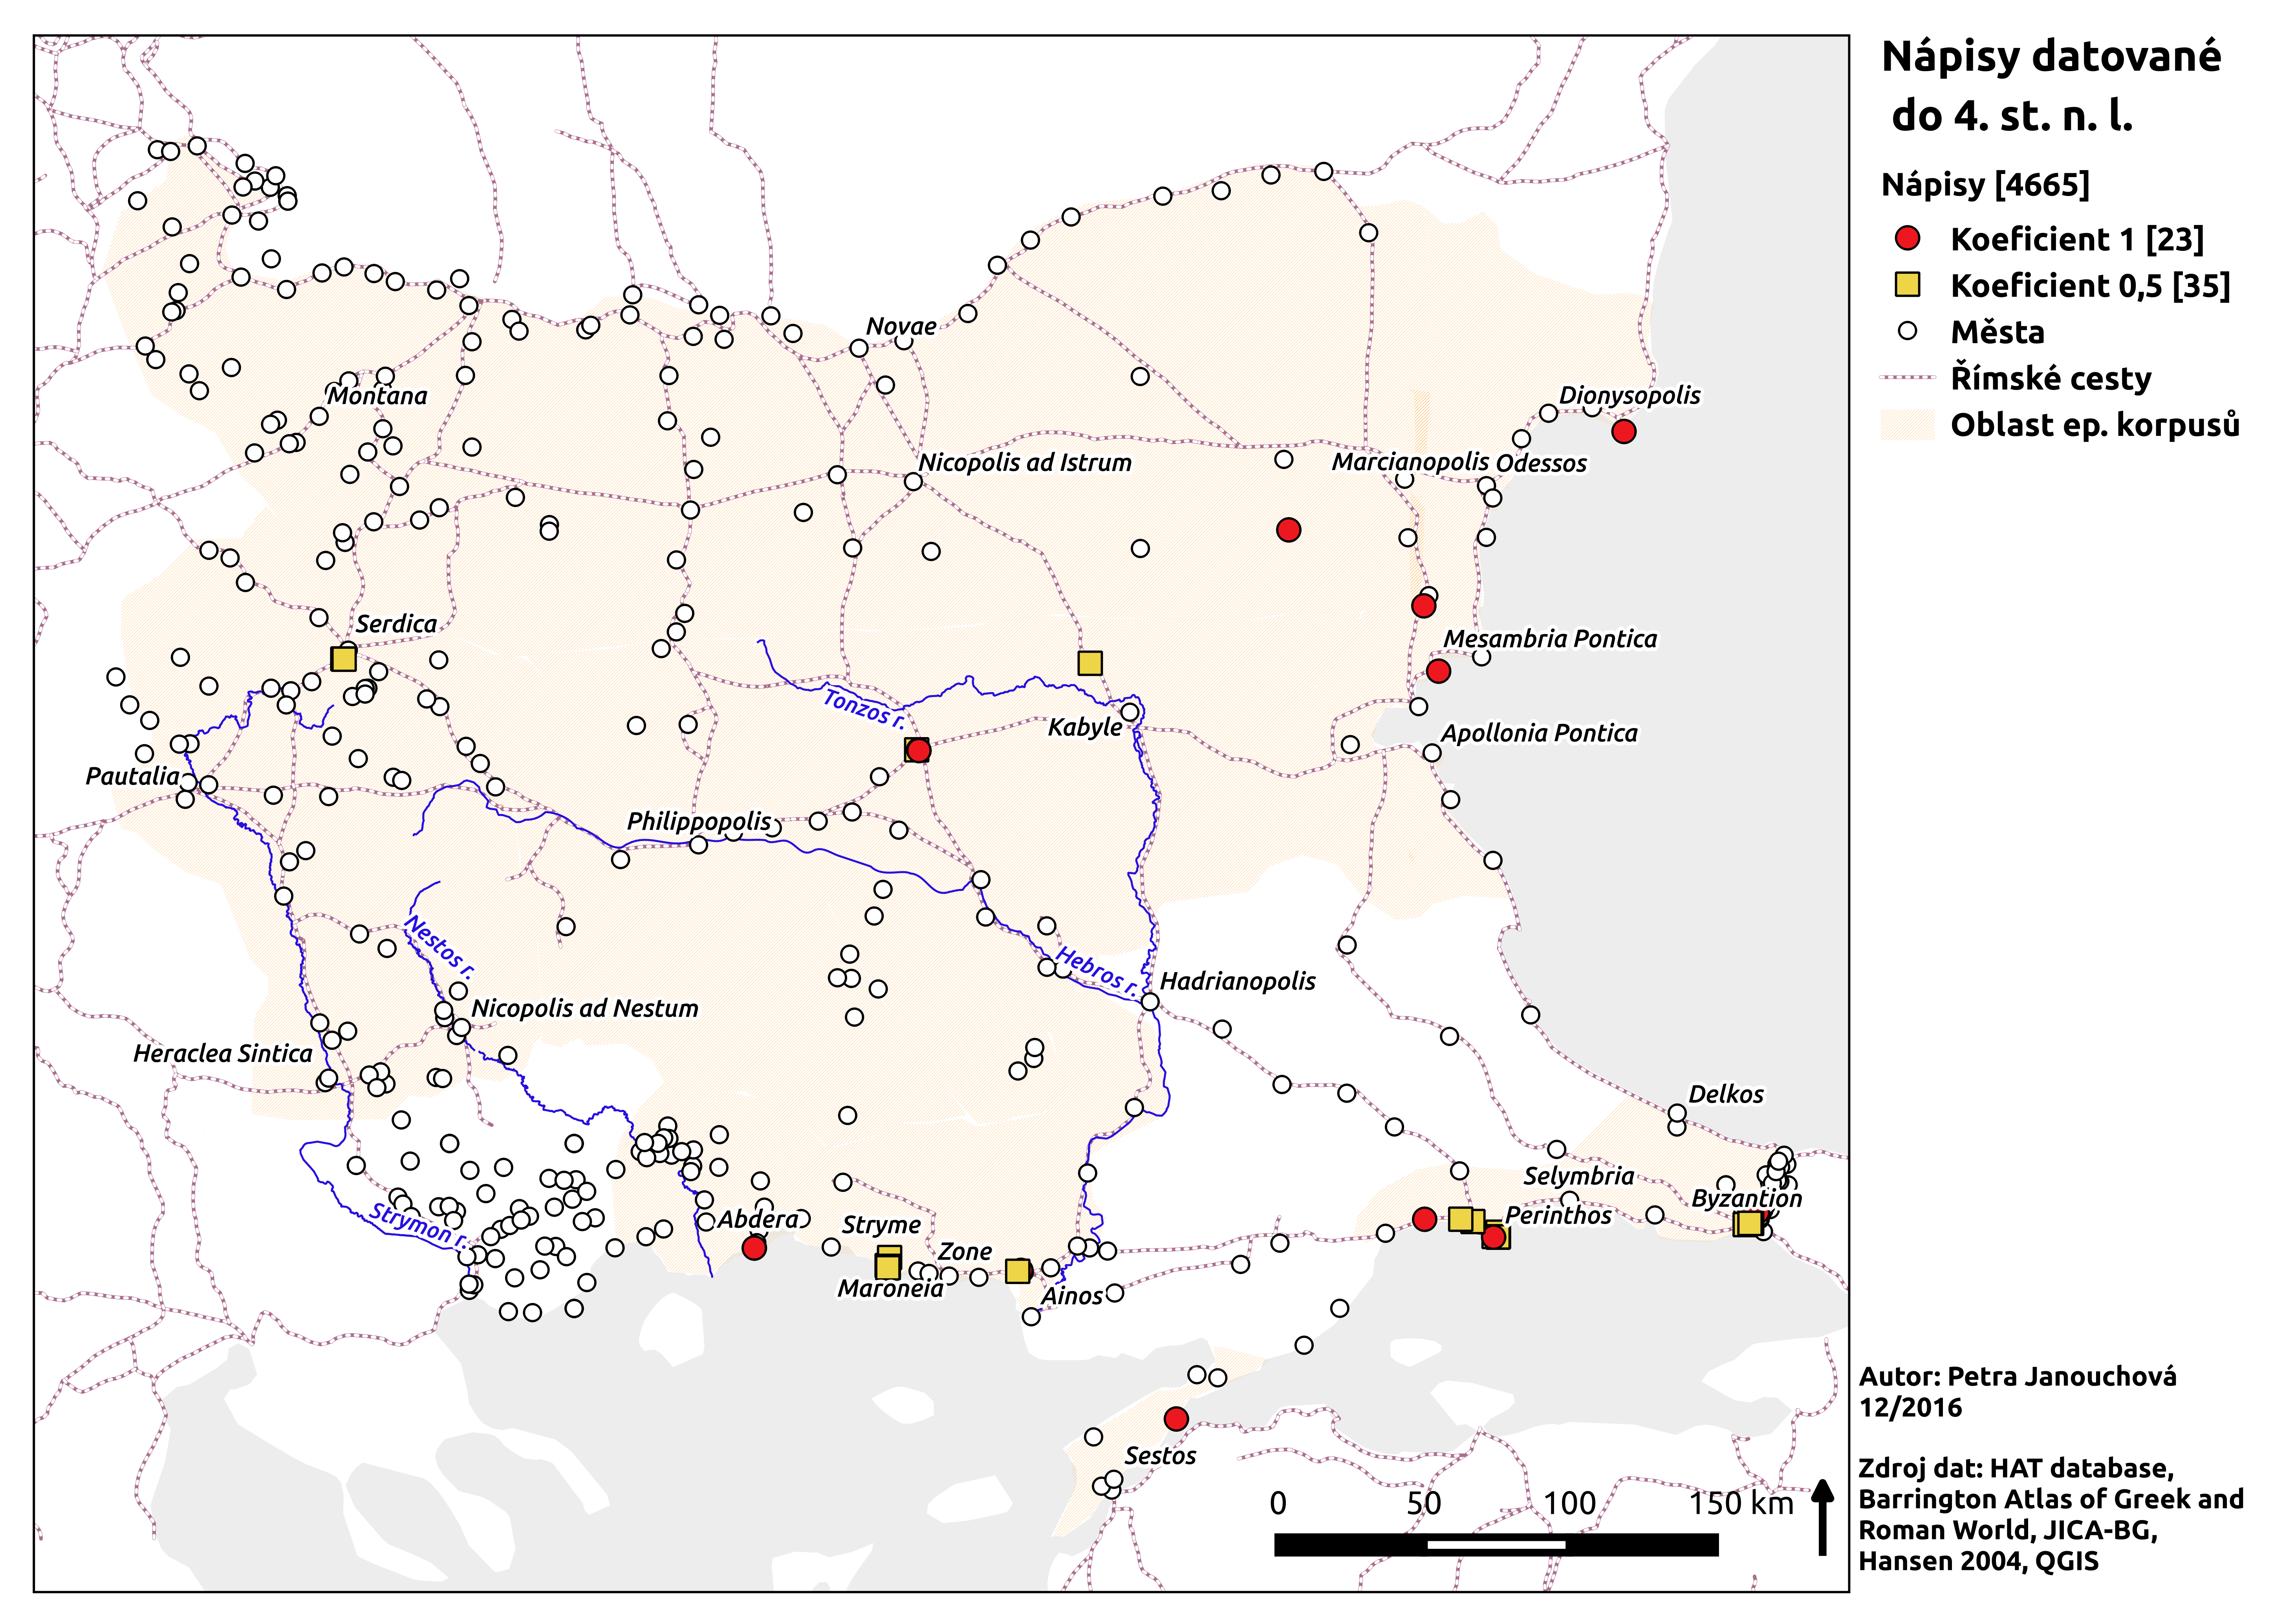 Nápisy datované
do 4. st. n. l.
Nápisy [4665]
Koeficient 1 [23]
Koeficient 0,5 [35]
Města
Římské cesty
Oblast ep. korpusů
Novae
Montana
Dionysopolis
Nicopolis ad Istrum
Marcianopolis
Odessos
Serdica
Mesambria Pontica
Tonzos r.
Kabyle
Apollonia Pontica
Pautalia
Philippopolis
Nestos r.
Hebros r.
Hadrianopolis
Nicopolis ad Nestum
Heraclea Sintica
Delkos
Selymbria
Byzantion
Strymon r.
Abdera
Stryme
Perinthos
Zone
Maroneia
Ainos
Sestos
0 50 100 150 km
Autor: Petra Janouchová
12/2016
Zdroj dat: HAT database,
Barrington Atlas of Greek and
Roman World, JICA-BG,
Hansen 2004, QGIS